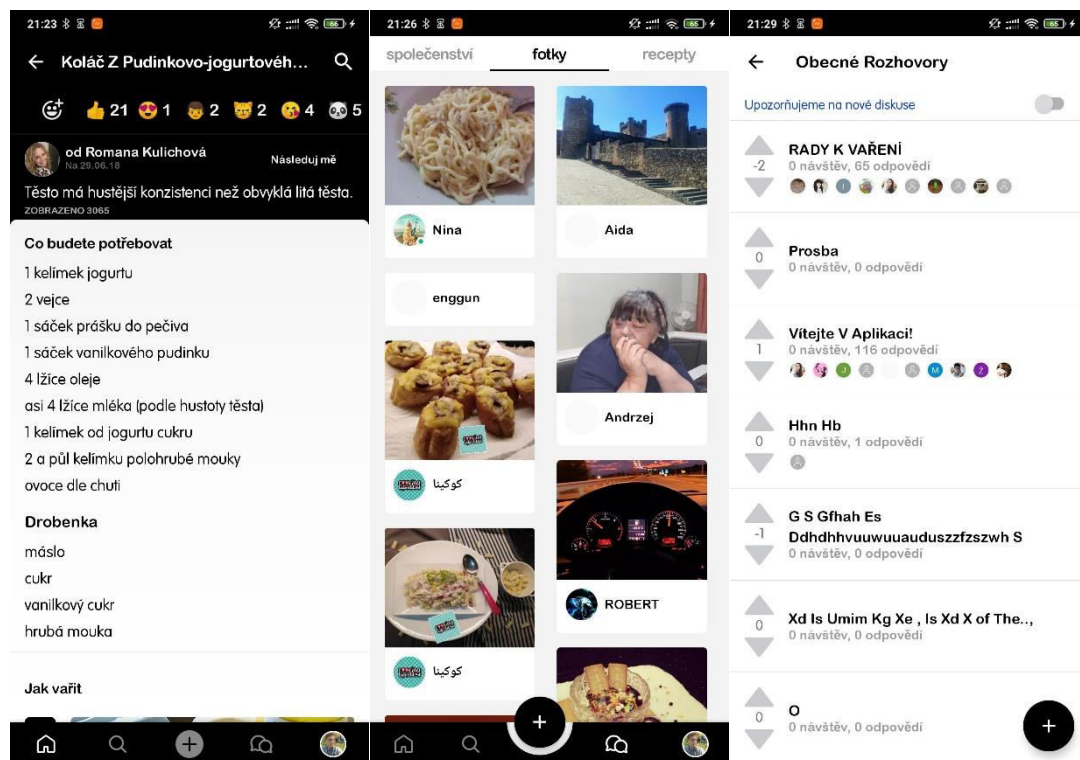 21:23
66
Koláč Z Pudinkovo-jogurtovéh...
21
1
2
2
4
5
od Romana Kulichová
Na 29.06.18
Následuj mě
Těsto má hustější konzistenci než obvyklá litá těsta.
ZOBRAZENO 3065
Co budete potřebovat
1 kelímek jogurtu
2 vejce
1 sáček prášku do pečiva
1 sáček vanilkového pudinku
4 lžíce oleje
asi 4 lžíce mléka (podle hustoty těsta)
1 kelímek od jogurtu cukru
2 a půl kelímku polohrubé mouky
ovoce dle chuti
Drobenka
máslo
cukr
vanilkový cukr
hrubá mouka
Jak vařit
21:26
65
společenství
fotky
recepty
Nina
Aida
enggun
Andrzej
كوكينا
ROBERT
كوكينا
21:29
65
Obecné Rozhovory
Upozorňujeme na nové diskuse
-2
RADY K VAŘENÍ
0 návštěv, 65 odpovědí
0
Prosba
0 návštěv, 0 odpovědí
1
Vítejte V Aplikaci!
0 návštěv, 116 odpovědí
J
M
0
Hhn Hb
0 návštěv, 1 odpovědí
-1
G S Gfhah Es
Ddhdhhvuuwuuauduszzfzszwh S
0 návštěv, 0 odpovědí
0
Xd Is Umim Kg Xe , Is Xd X of The..,
0 návštěv, 0 odpovědí
0
O
0 návštěv, 0 odpovědí